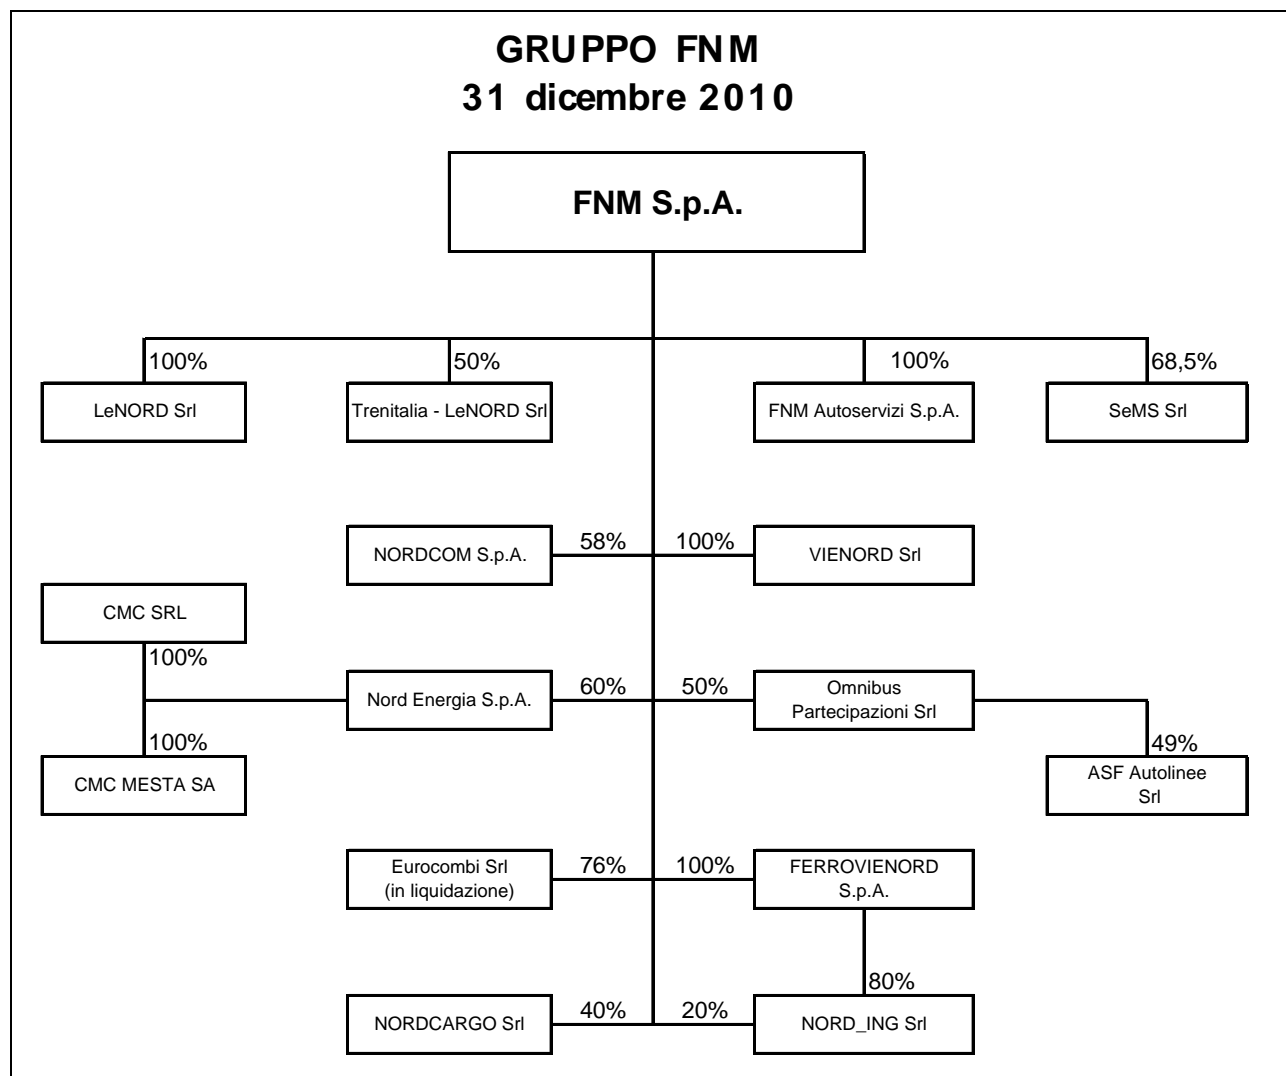 GRUPPO FNM
31 dicembre 2010
FNM S.p.A.
100%
50%
100%
68,5%
LeNORD Srl
Trenitalia - LeNORD Srl
FNM Autoservizi S.p.A.
SeMS Srl
NORDCOM S.p.A.
58%
100%
VIENORD Srl
CMC SRL
100%
Nord Energia S.p.A.
60%
50%
Omnibus
Partecipazioni Srl
100%
49%
CMC MESTA SA
ASF Autolinee
Srl
Eurocombi Srl
(in liquidazione)
76%
100%
FERROVIENORD
S.p.A.
80%
NORDCARGO Srl
40%
20%
NORD_ING Srl